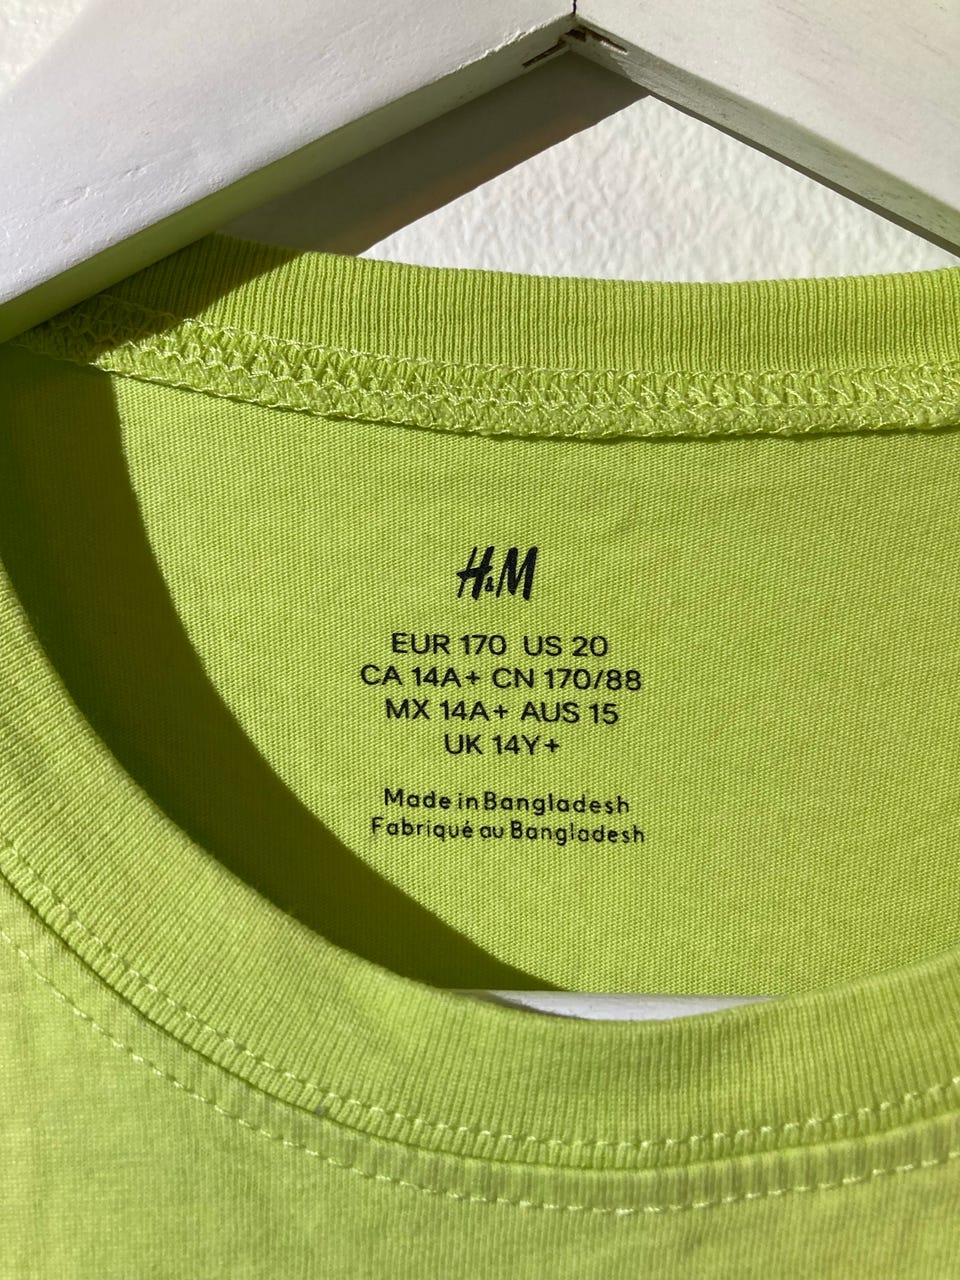 H&M
EUR 170 US 20
CA 14A+ CN 170/88
MX 14A+ AUS 15
UK 14Y+
Made in Bangladesh
Fabriqué au Bangladesh